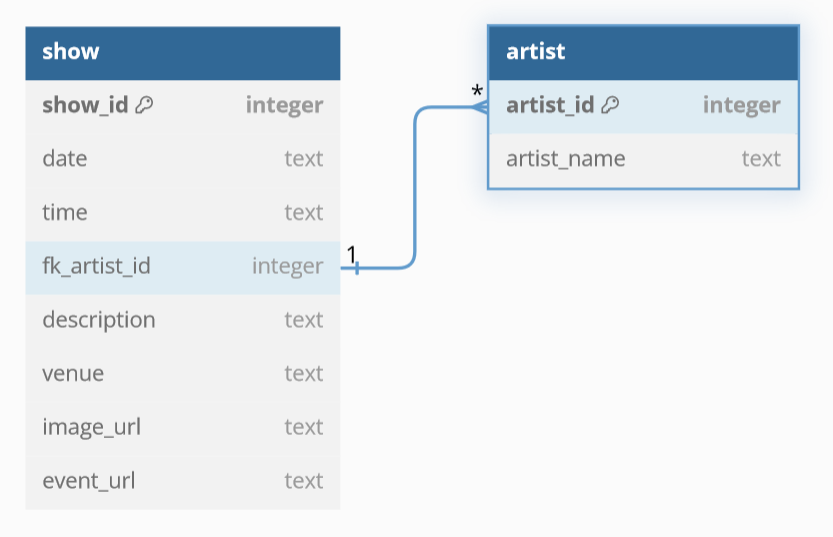 show
show_id integer
date text
time text
fk_artist_id integer
description text
venue text
image_url text
event_url text
1
*
artist
artist_id integer
artist_name text